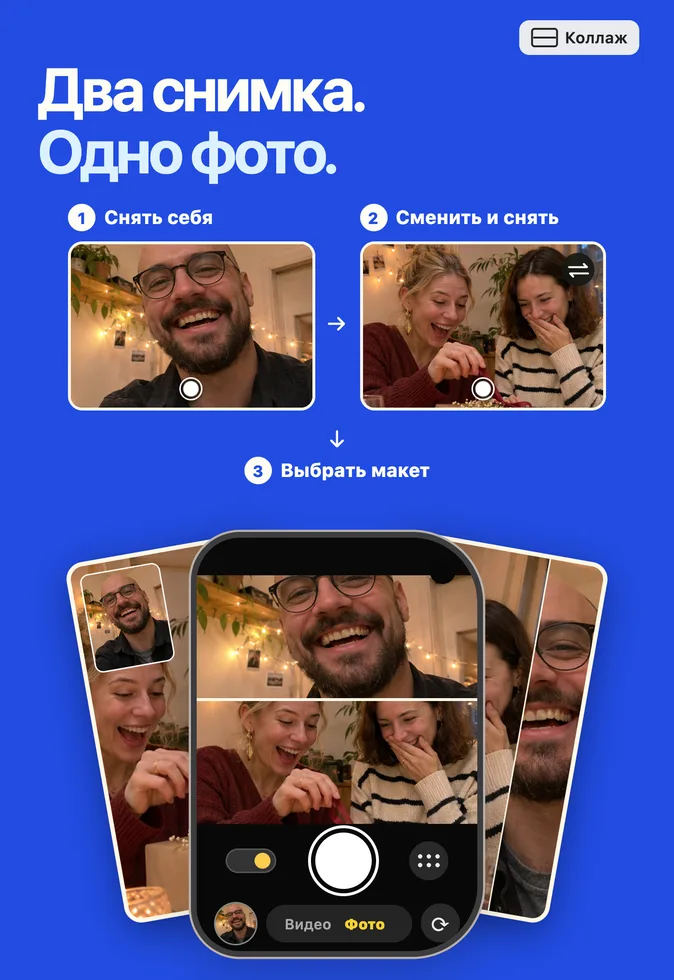 Коллаж
Два снимка.
Одно фото.
1 Снять себя
2 Сменить и снять
3 Выбрать макет
Видео Фото